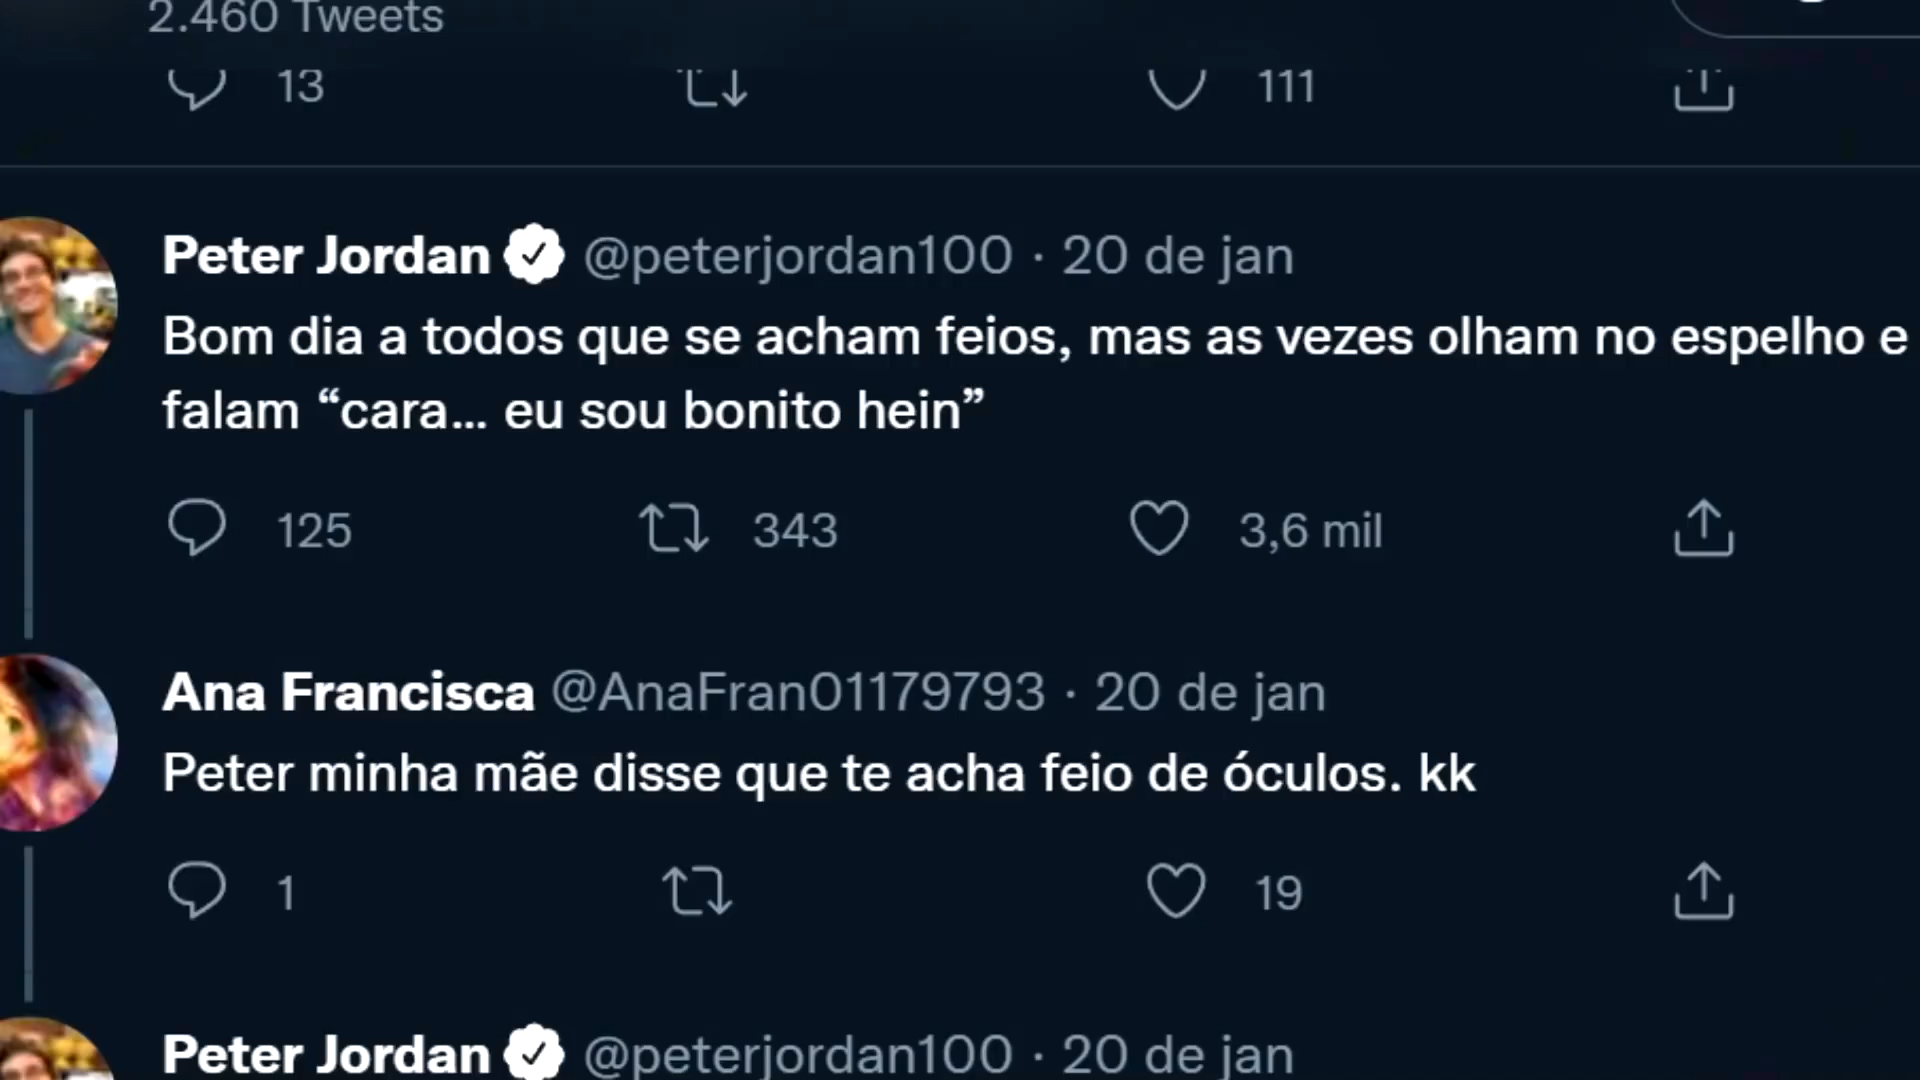 2.460 Tweets
13 111
Peter Jordan @peterjordan100 · 20 de jan
Bom dia a todos que se acham feios, mas as vezes olham no espelho e
falam “cara... eu sou bonito hein”
125 343 3,6 mil
Ana Francisca @AnaFran01179793 · 20 de jan
Peter minha mãe disse que te acha feio de óculos. kk
1 19
Peter Jordan @peterjordan100 · 20 de jan